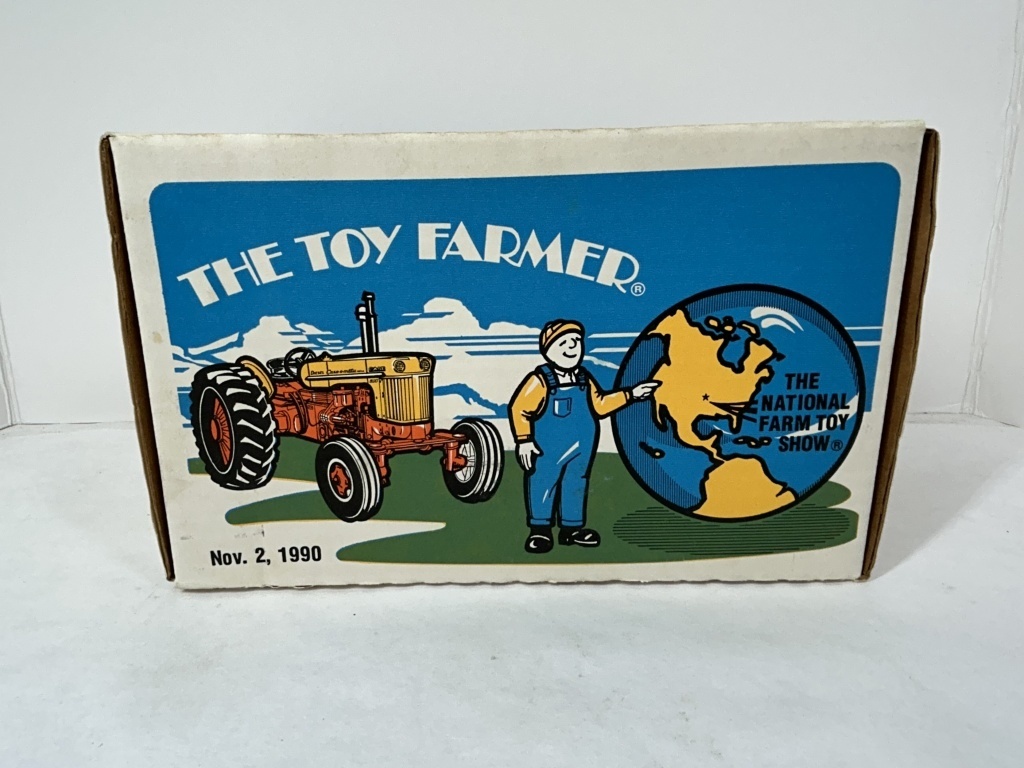 THE TOY FARMER®
THE
NATIONAL
FARM TOY
SHOW®
Nov. 2, 1990